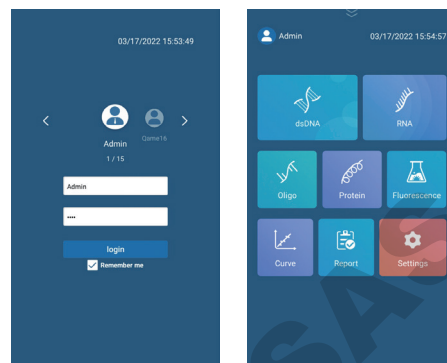 03/17/2022 15:53:49
Admin
Qsme16
1 / 15
Admin
login
Remember me
Admin
03/17/2022 15:54:57
dsDNA
RNA
Oligo
Protein
Fluorescence
Curve
Report
Settings